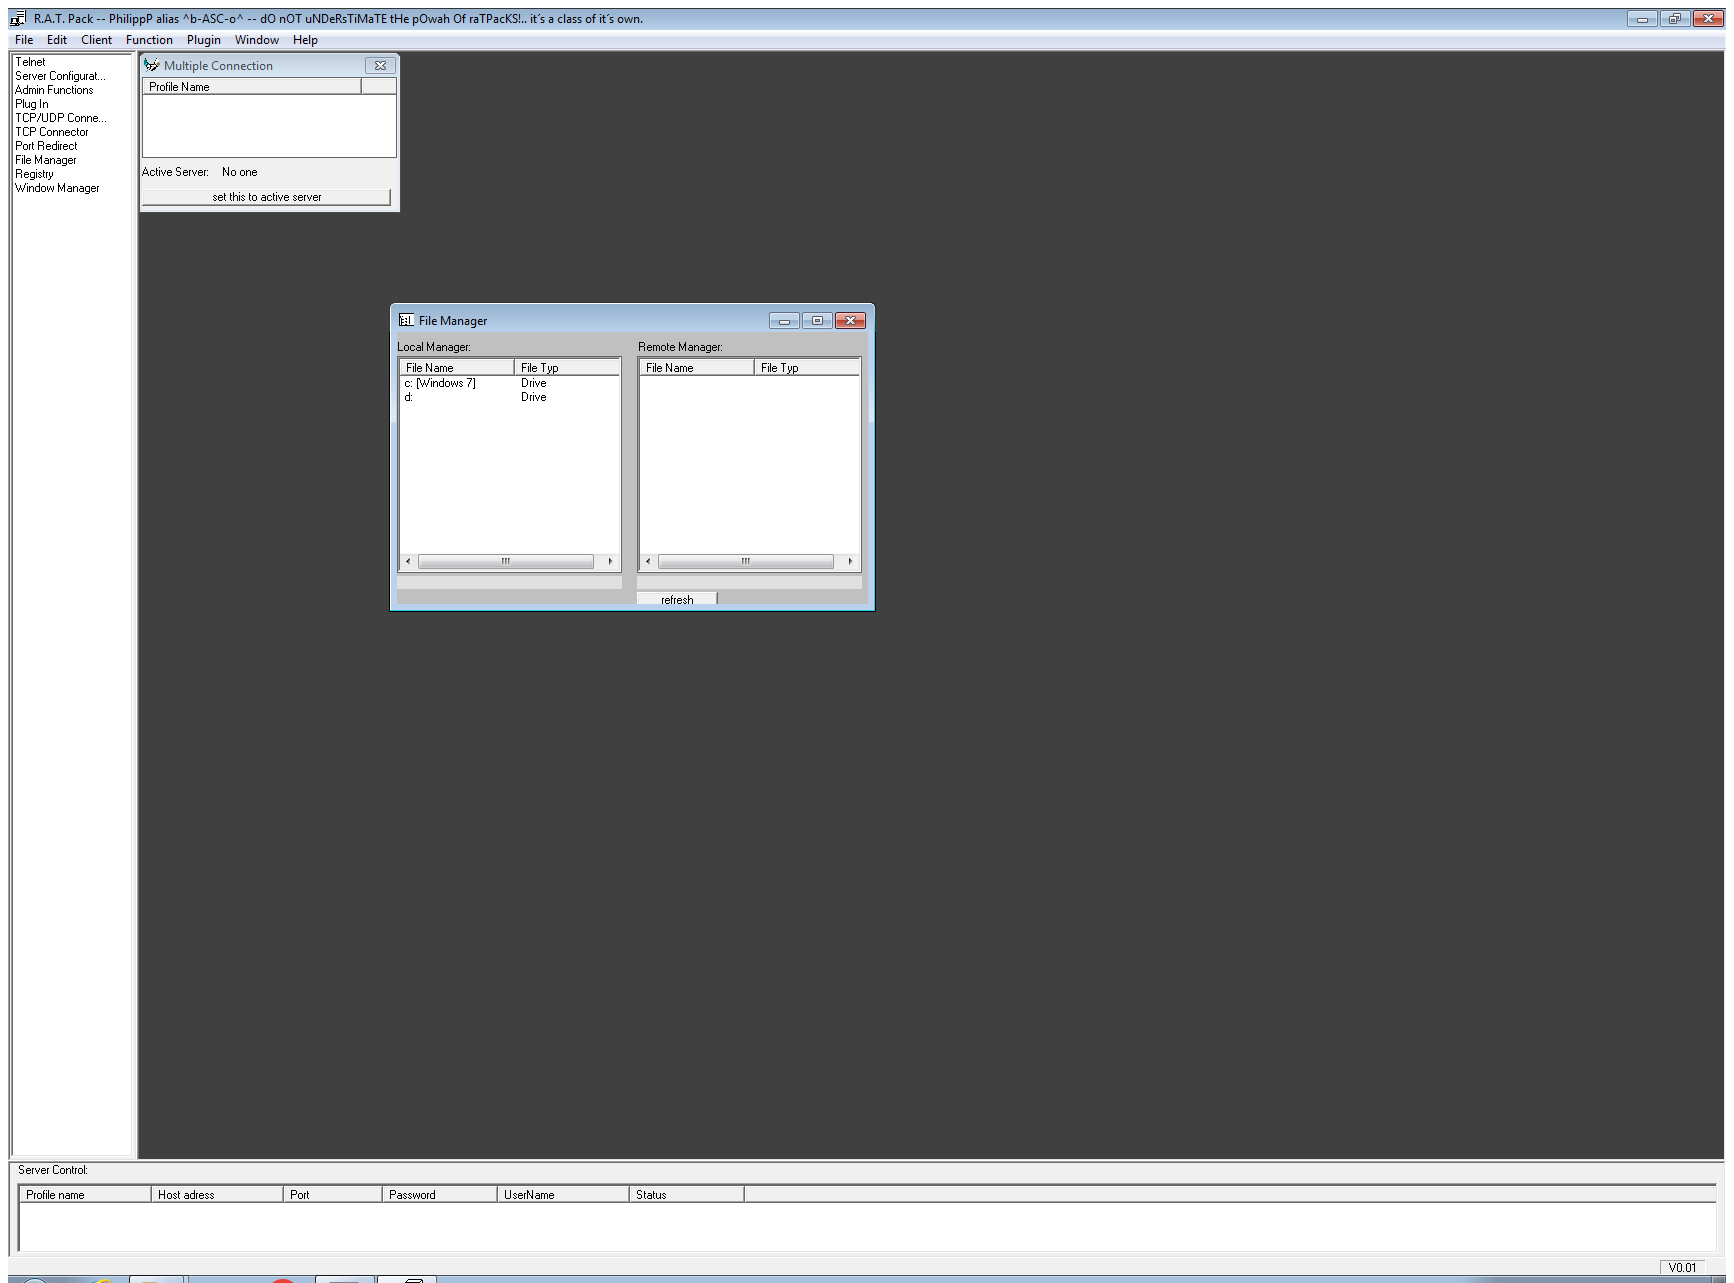 R.A.T. Pack -- PhilippP alias ^b-ASC-o^ -- dO nOT uNDeRsTiMaTE tHe pOwah Of raTPacKS!.. it´s a class of it´s own.
File Edit Client Function Plugin Window Help
Telnet
Server Configurat...
Admin Functions
Plug In
TCP/UDP Conne...
TCP Connector
Port Redirect
File Manager
Registry
Window Manager
Multiple Connection
Profile Name
Active Server: No one
set this to active server
File Manager
Local Manager: Remote Manager:
File Name File Typ File Name File Typ
c: [Windows 7] Drive
d: Drive
refresh
Server Control:
Profile name Host adress Port Password UserName Status
V0.01